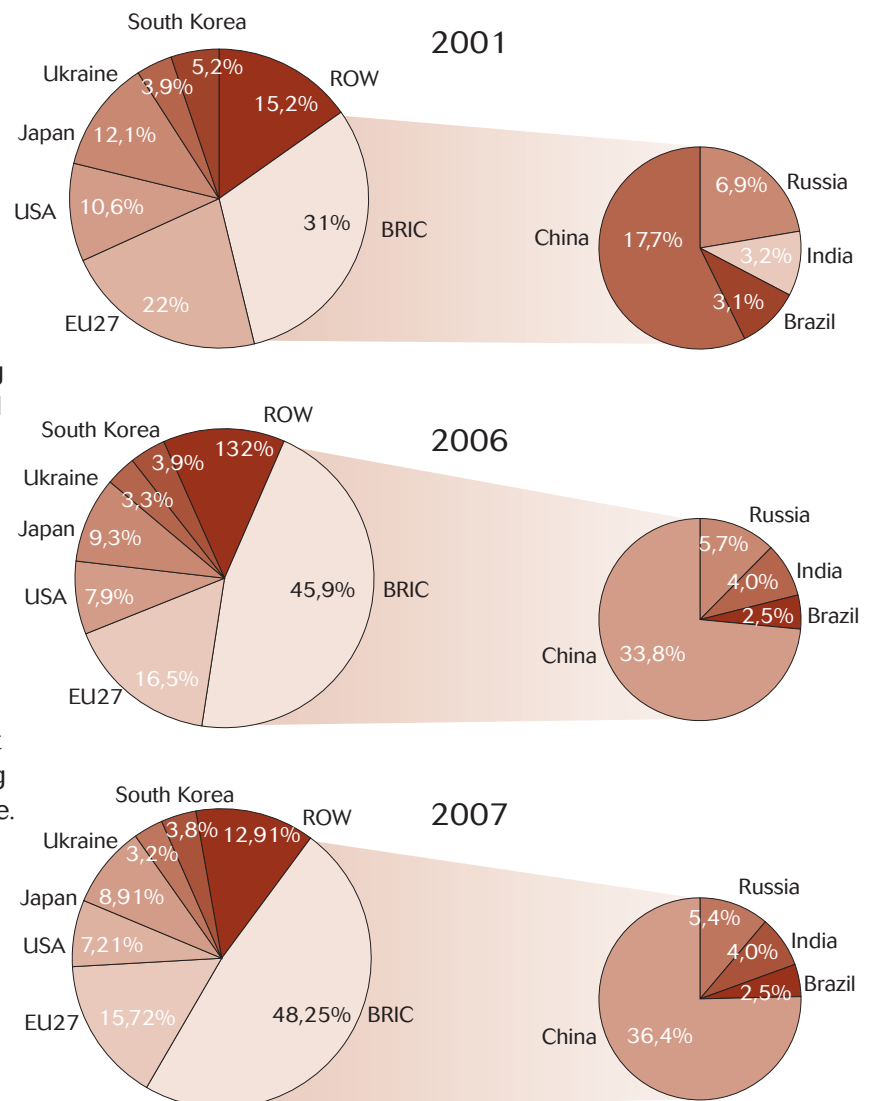 South Korea
2001
Ukraine
5,2%
ROW
3,9%
15,2%
Japan
12,1%
USA
10,6%
31%
BRIC
22%
EU27
Russia
6,9%
China
17,7%
3,2%
India
3,1%
Brazil
ROW
South Korea
2006
3,9%
132%
Ukraine
3,3%
Japan
9,3%
USA
7,9%
45,9%
BRIC
16,5%
EU27
Russia
5,7%
India
4,0%
2,5%
Brazil
China
33,8%
South Korea
ROW
2007
Ukraine
3,8%
12,91%
3,2%
Japan
8,91%
USA
7,21%
EU27
15,72%
48,25%
BRIC
Russia
5,4%
India
4,0%
Brazil
2,5%
China
36,4%